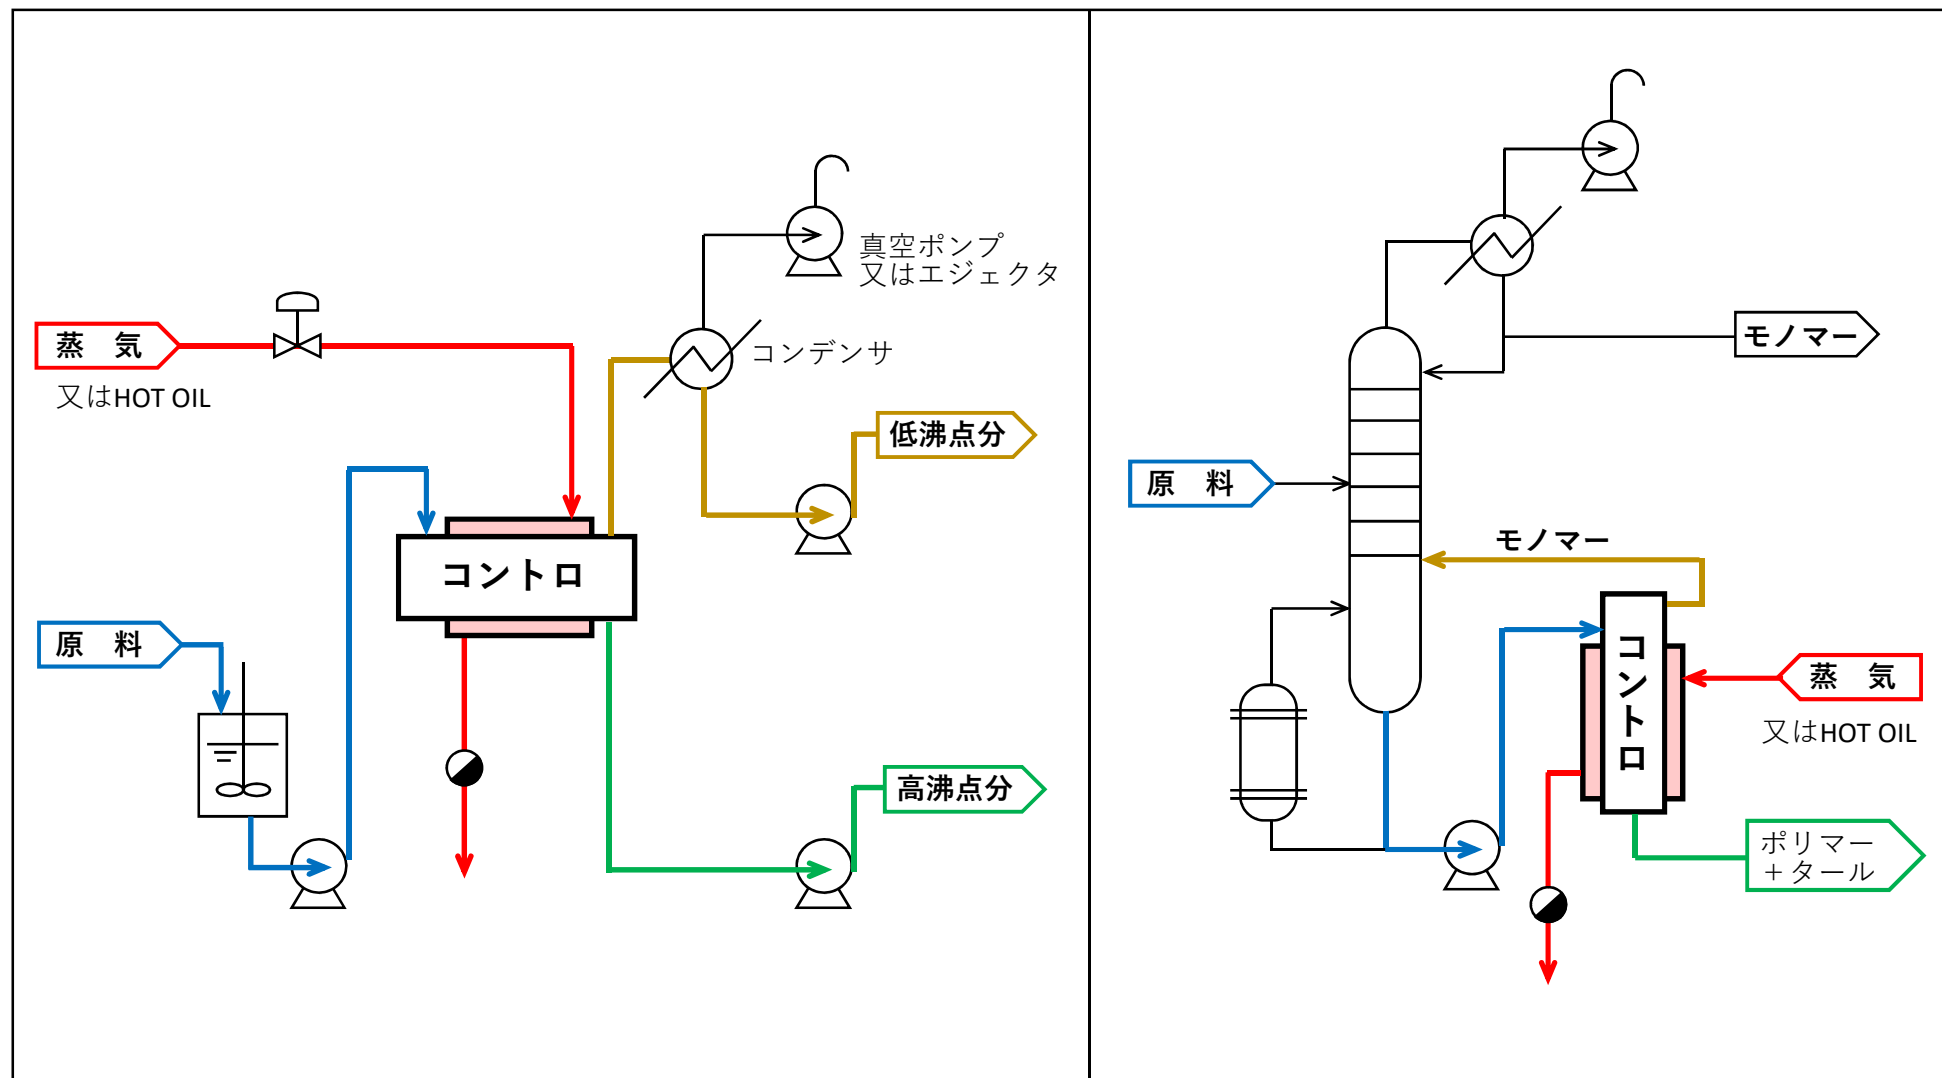 真空ポンプ
又はエジェクタ
蒸　気
コンデンサ
又はHOT OIL
低沸点分
コントロ
原　料
高沸点分
モノマー
原　料
モノマー
コントロ
蒸　気
又はHOT OIL
ポリマー
+タール